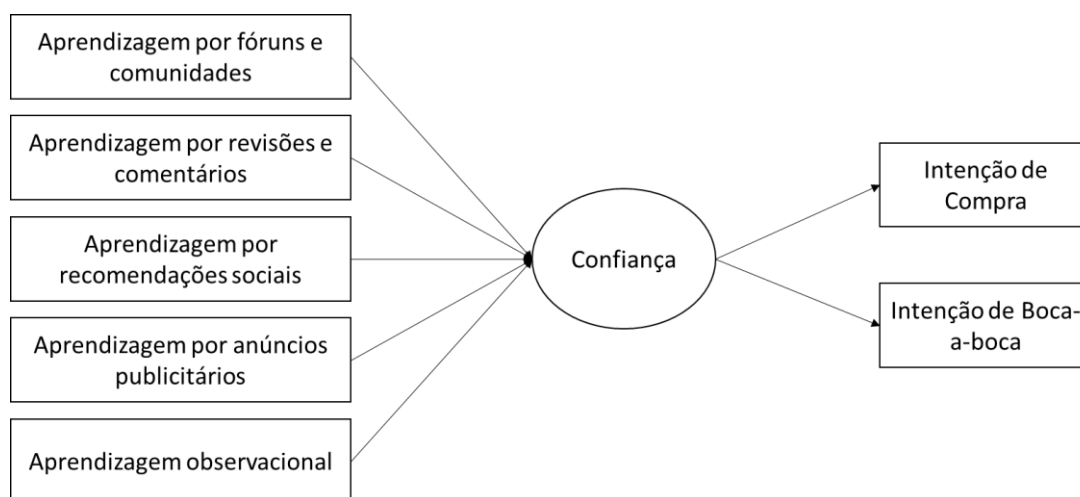 Aprendizagem por fóruns e
comunidades
Aprendizagem por revisões e
comentários
Aprendizagem por
recomendações sociais
Aprendizagem por anúncios
publicitários
Aprendizagem observacional
Confiança
Intenção de
Compra
Intenção de Boca-
a-boca